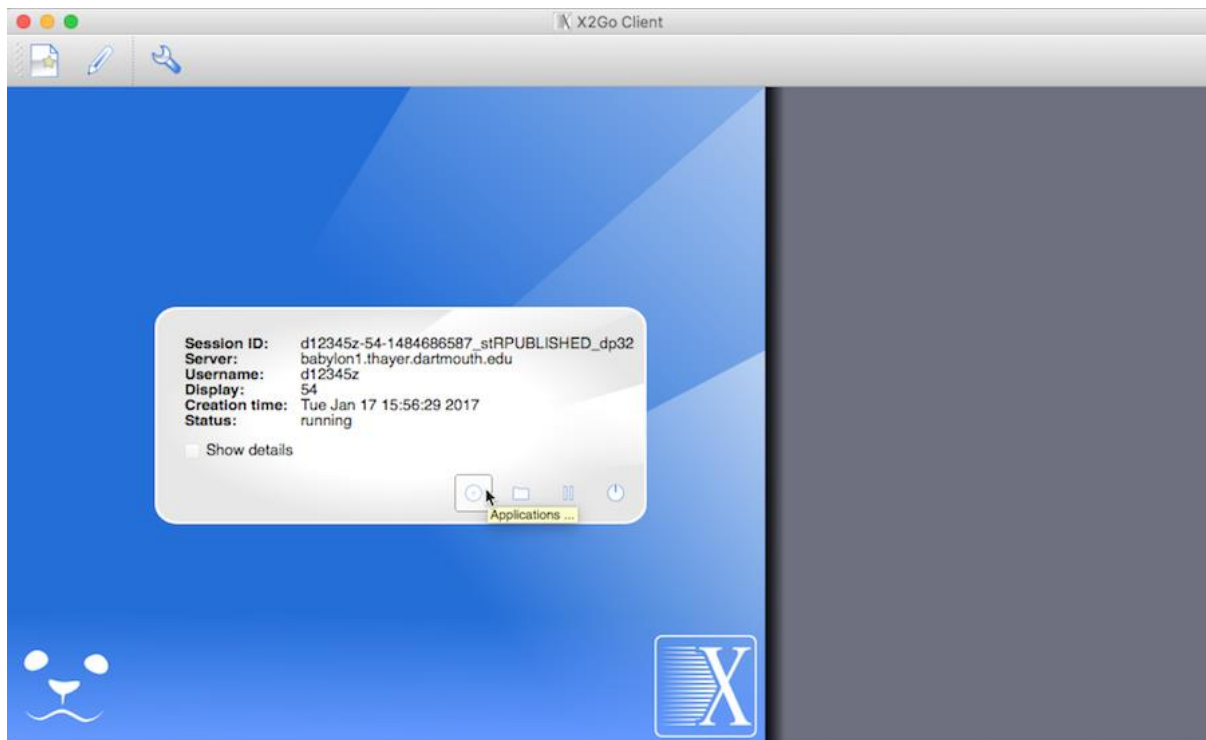 X2Go Client
Session ID: d12345z-54-1484686587_stRPUBLISHED_dp32
Server: babylon1.thayer.dartmouth.edu
Username: d12345z
Display: 54
Creation time: Tue Jan 17 15:56:29 2017
Status: running
Show details
Applications ...
X